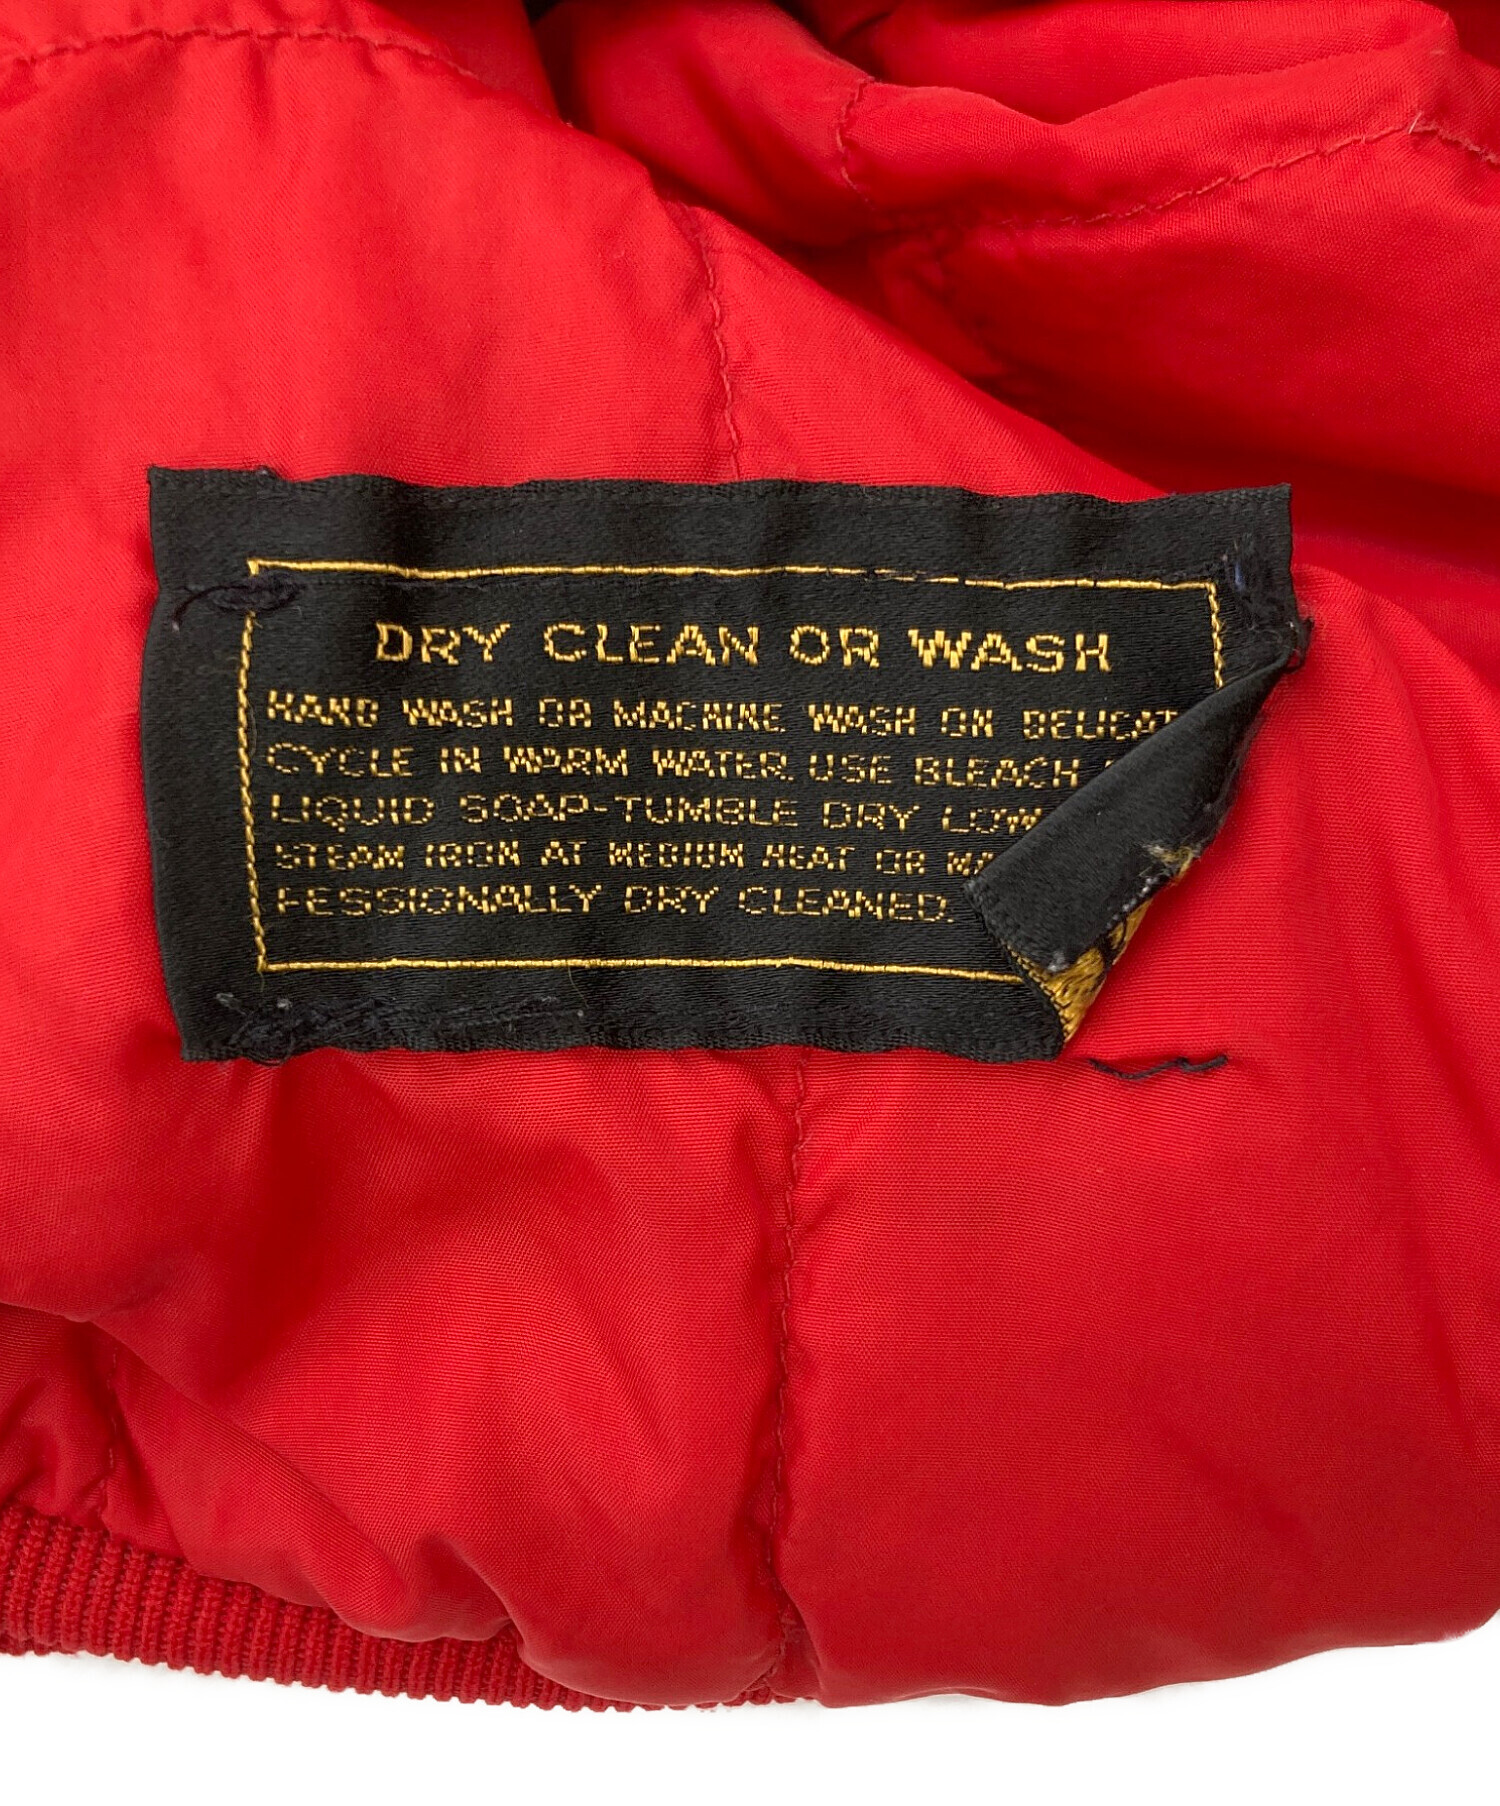 DRY CLEAN OR WASH
HAND WASH OR MACHINE WASH ON DELICAT
CYCLE IN WARM WATER. USE BLEACH
LIQUID SOAP-TUMBLE DRY LOW
STEAM IRON AT MEDIUM HEAT OR MA
FESSIONALLY DRY CLEANED.